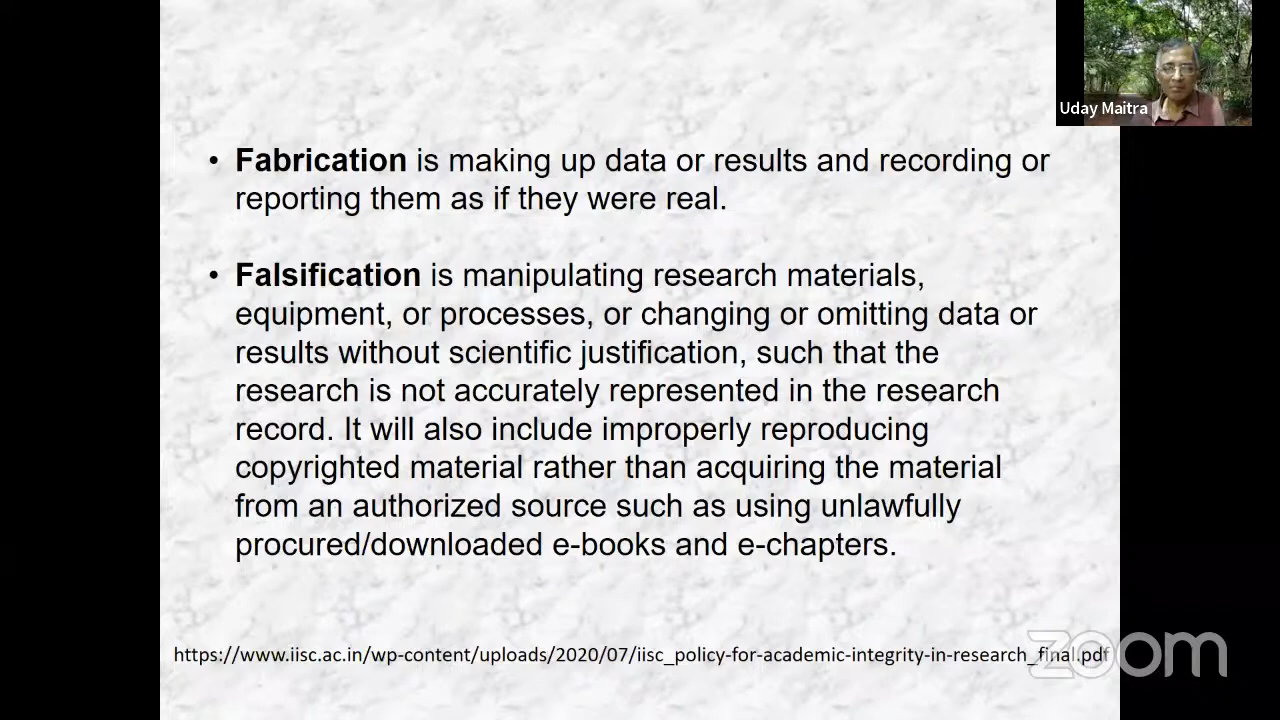 Uday Maitra
• Fabrication is making up data or results and recording or
reporting them as if they were real.
• Falsification is manipulating research materials,
equipment, or processes, or changing or omitting data or
results without scientific justification, such that the
research is not accurately represented in the research
record. It will also include improperly reproducing
copyrighted material rather than acquiring the material
from an authorized source such as using unlawfully
procured/downloaded e-books and e-chapters.
https://www.iisc.ac.in/wp-content/uploads/2020/07/iisc_policy-for-academic-integrity-in-research_final.pdf
zoom